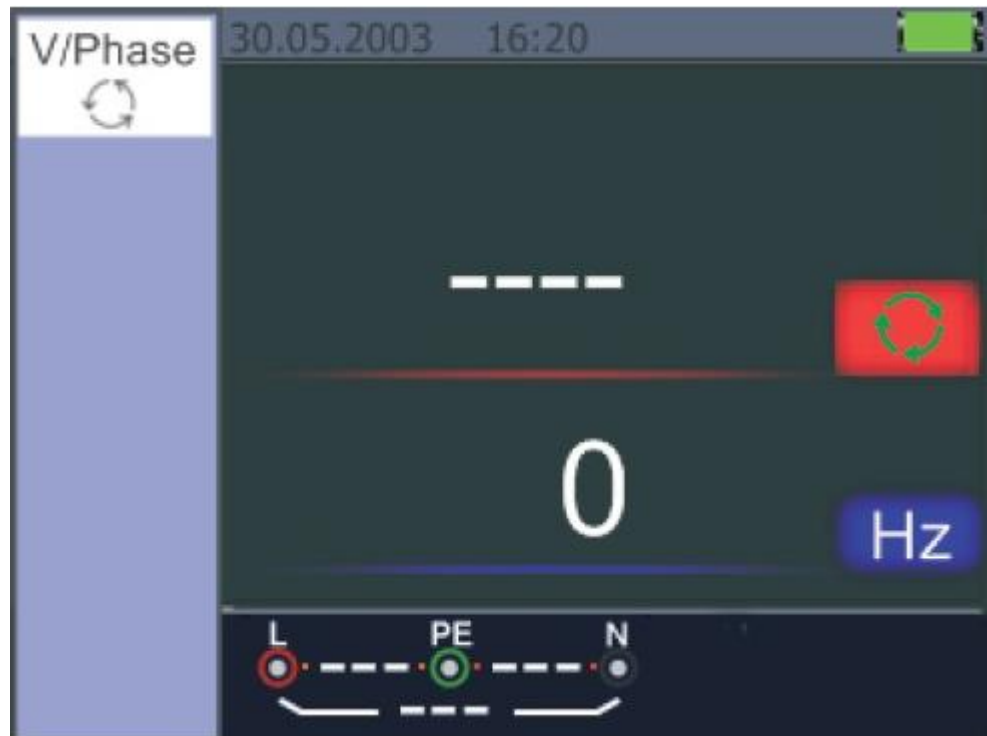 V/Phase
30.05.2003 16:20
----
0
Hz
L PE N
--- ---
---